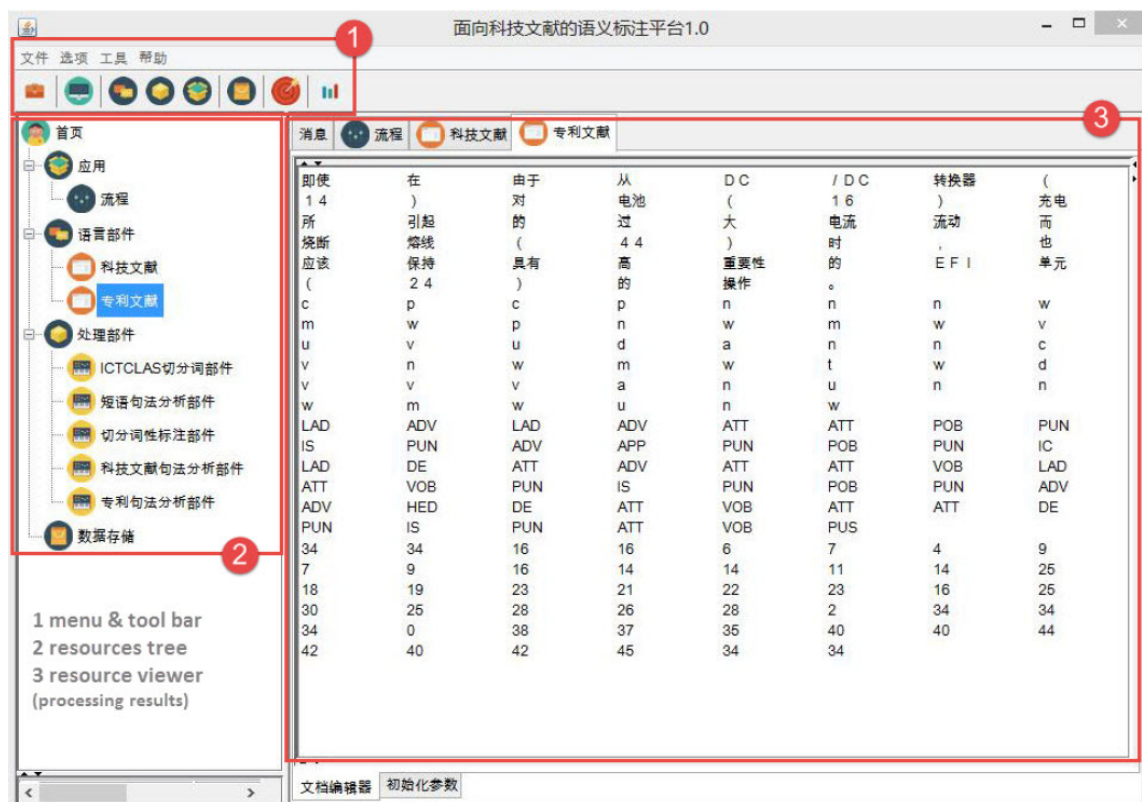 面向科技文献的语义标注平台1.0
1
文件 选项 工具 帮助
首页
应用
流程
语言部件
科技文献
专利文献
处理部件
ICTCLAS切分词部件
短语句法分析部件
切分词性标注部件
科技文献句法分析部件
专利句法分析部件
数据存储
2
1 menu & tool bar
2 resources tree
3 resource viewer
(processing results)
消息 流程 科技文献 专利文献
3
即使 在 由于 从 ＤＣ ／ＤＣ 转换器 （
１４ ） 对 电池 （ １６ ） 充电
所 引起 的 过 大 电流 流动 而
烧断 熔线 （ ４４ ） 时 ， 也
应该 保持 具有 高 重要性 的 ＥＦＩ 单元
（ ２４ ） 的 操作 。
c p c p n n n w
m w p n w m w v
u v u d a n n c
v n w m w t w d
v v v a n u n n
w m w u n w
LAD ADV LAD ADV ATT ATT POB PUN
IS PUN ADV APP PUN POB PUN IC
LAD DE ATT ADV ATT ATT VOB LAD
ATT VOB PUN IS PUN POB PUN ADV
ADV HED DE ATT VOB ATT ATT DE
PUN IS PUN ATT VOB PUS
34 34 16 16 6 7 4 9
7 9 16 14 14 11 14 25
18 19 23 21 22 23 16 25
30 25 28 26 28 2 34 34
34 0 38 37 35 40 40 44
42 40 42 45 34 34
文档编辑器 初始化参数